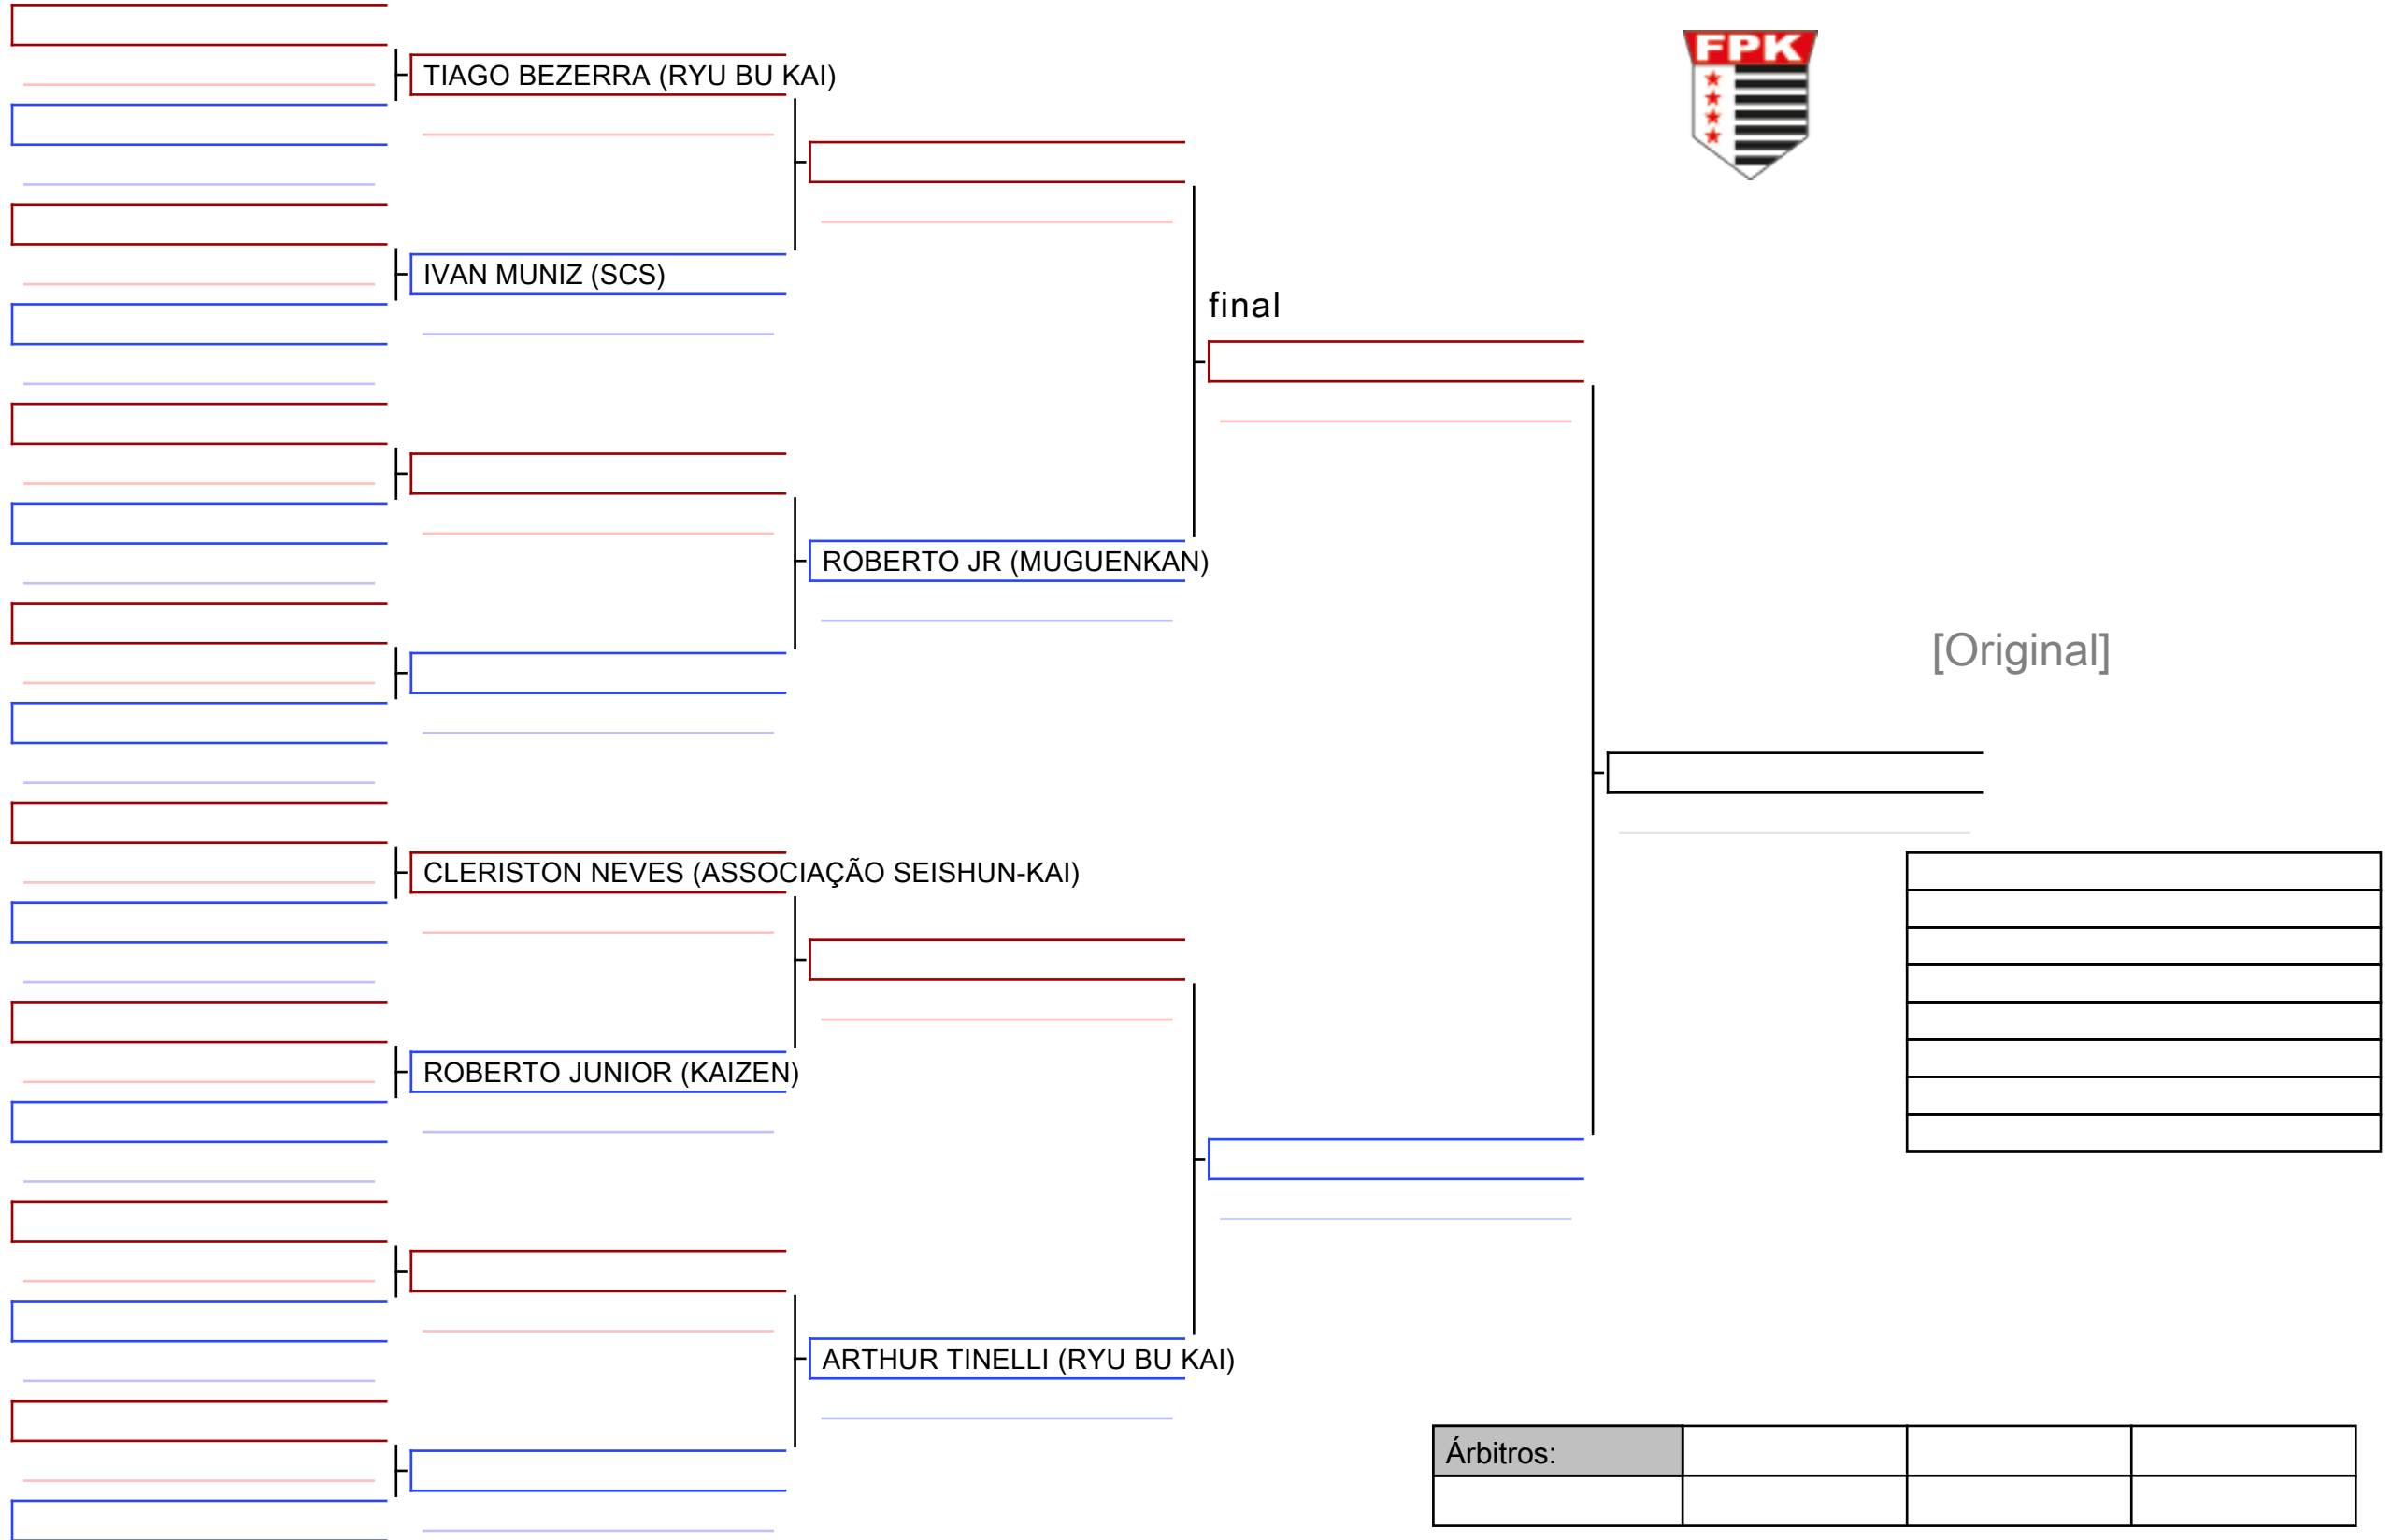 FPK
TIAGO BEZERRA (RYU BU KAI)
IVAN MUNIZ (SCS)
final
ROBERTO JR (MUGUENKAN)
[Original]
CLERISTON NEVES (ASSOCIAÇÃO SEISHUN-KAI)
ROBERTO JUNIOR (KAIZEN)
ARTHUR TINELLI (RYU BU KAI)
Árbitros: